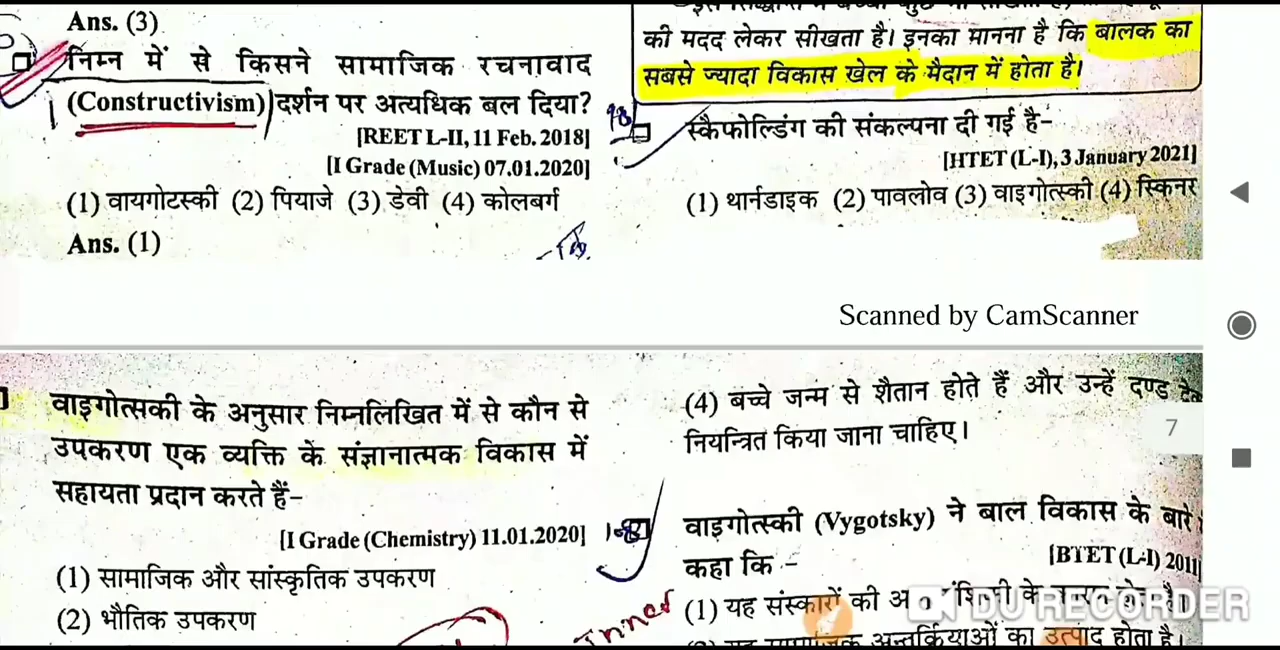 Ans. (3)
निम्न में से किसने सामाजिक रचनावाद
(Constructivism) दर्शन पर अत्यधिक बल दिया?
[REET L-II, 11 Feb. 2018]
[I Grade (Music) 07.01.2020]
(1) वायगोटस्की (2) पियाजे (3) डेवी (4) कोलबर्ग
Ans. (1)
की मदद लेकर सीखता है। इनका मानना है कि बालक का
सबसे ज्यादा विकास खेल के मैदान में होता है।
स्कैफोल्डिंग की संकल्पना दी गई है-
[HTET (L-I), 3 January 2021]
(1) थार्नडाइक (2) पावलोव (3) वाइगोत्स्की (4) स्किनर
Scanned by CamScanner
वाइगोत्सकी के अनुसार निम्नलिखित में से कौन से
उपकरण एक व्यक्ति के संज्ञानात्मक विकास में
सहायता प्रदान करते हैं-
[I Grade (Chemistry) 11.01.2020]
(1) सामाजिक और सांस्कृतिक उपकरण
(2) भौतिक उपकरण
Inner
(4) बच्चे जन्म से शैतान होते हैं और उन्हें दण्ड
नियन्त्रित किया जाना चाहिए।
7
वाइगोत्स्की (Vygotsky) ने बाल विकास के बारे
कहा कि -
[BTET (L-I) 2011]
(1) यह संस्कारों की
DU RECORDER
अन्तर्क्रियाओं का उत्पाद होता है।